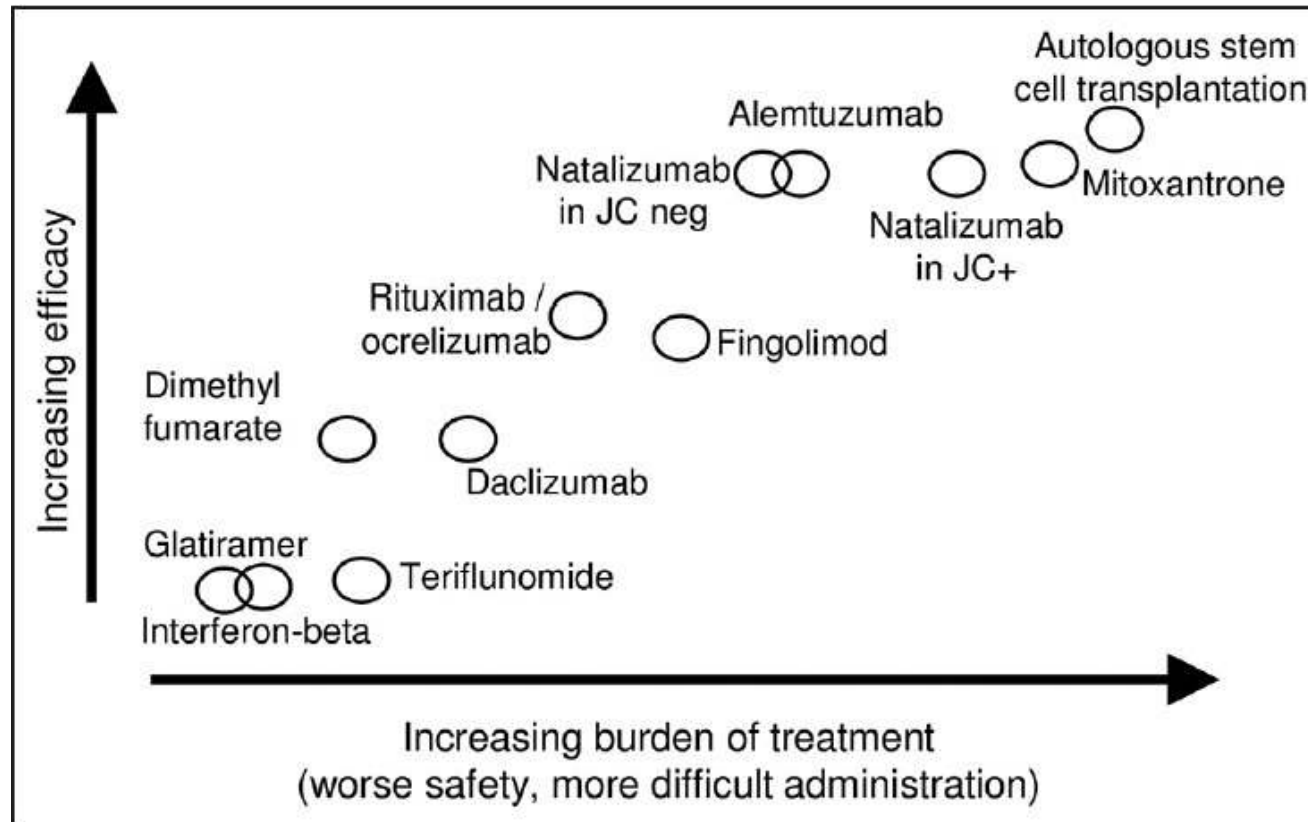 Autologous stem
cell transplantation
Alemtuzumab
Natalizumab
in JC neg
Mitoxantrone
Natalizumab
in JC+
Rituximab /
ocrelizumab
Fingolimod
Dimethyl
fumarate
Daclizumab
Glatiramer
Teriflunomide
Interferon-beta
Increasing efficacy
Increasing burden of treatment
(worse safety, more difficult administration)